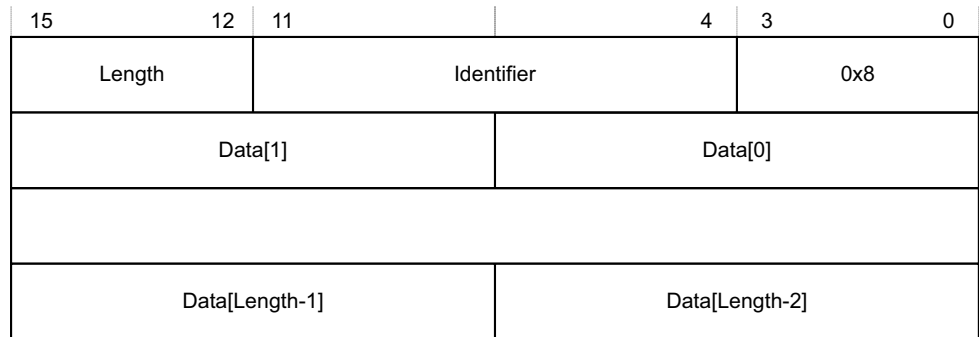 15 12 11 4 3 0
Length Identifier 0x8
Data[1] Data[0]
Data[Length-1] Data[Length-2]